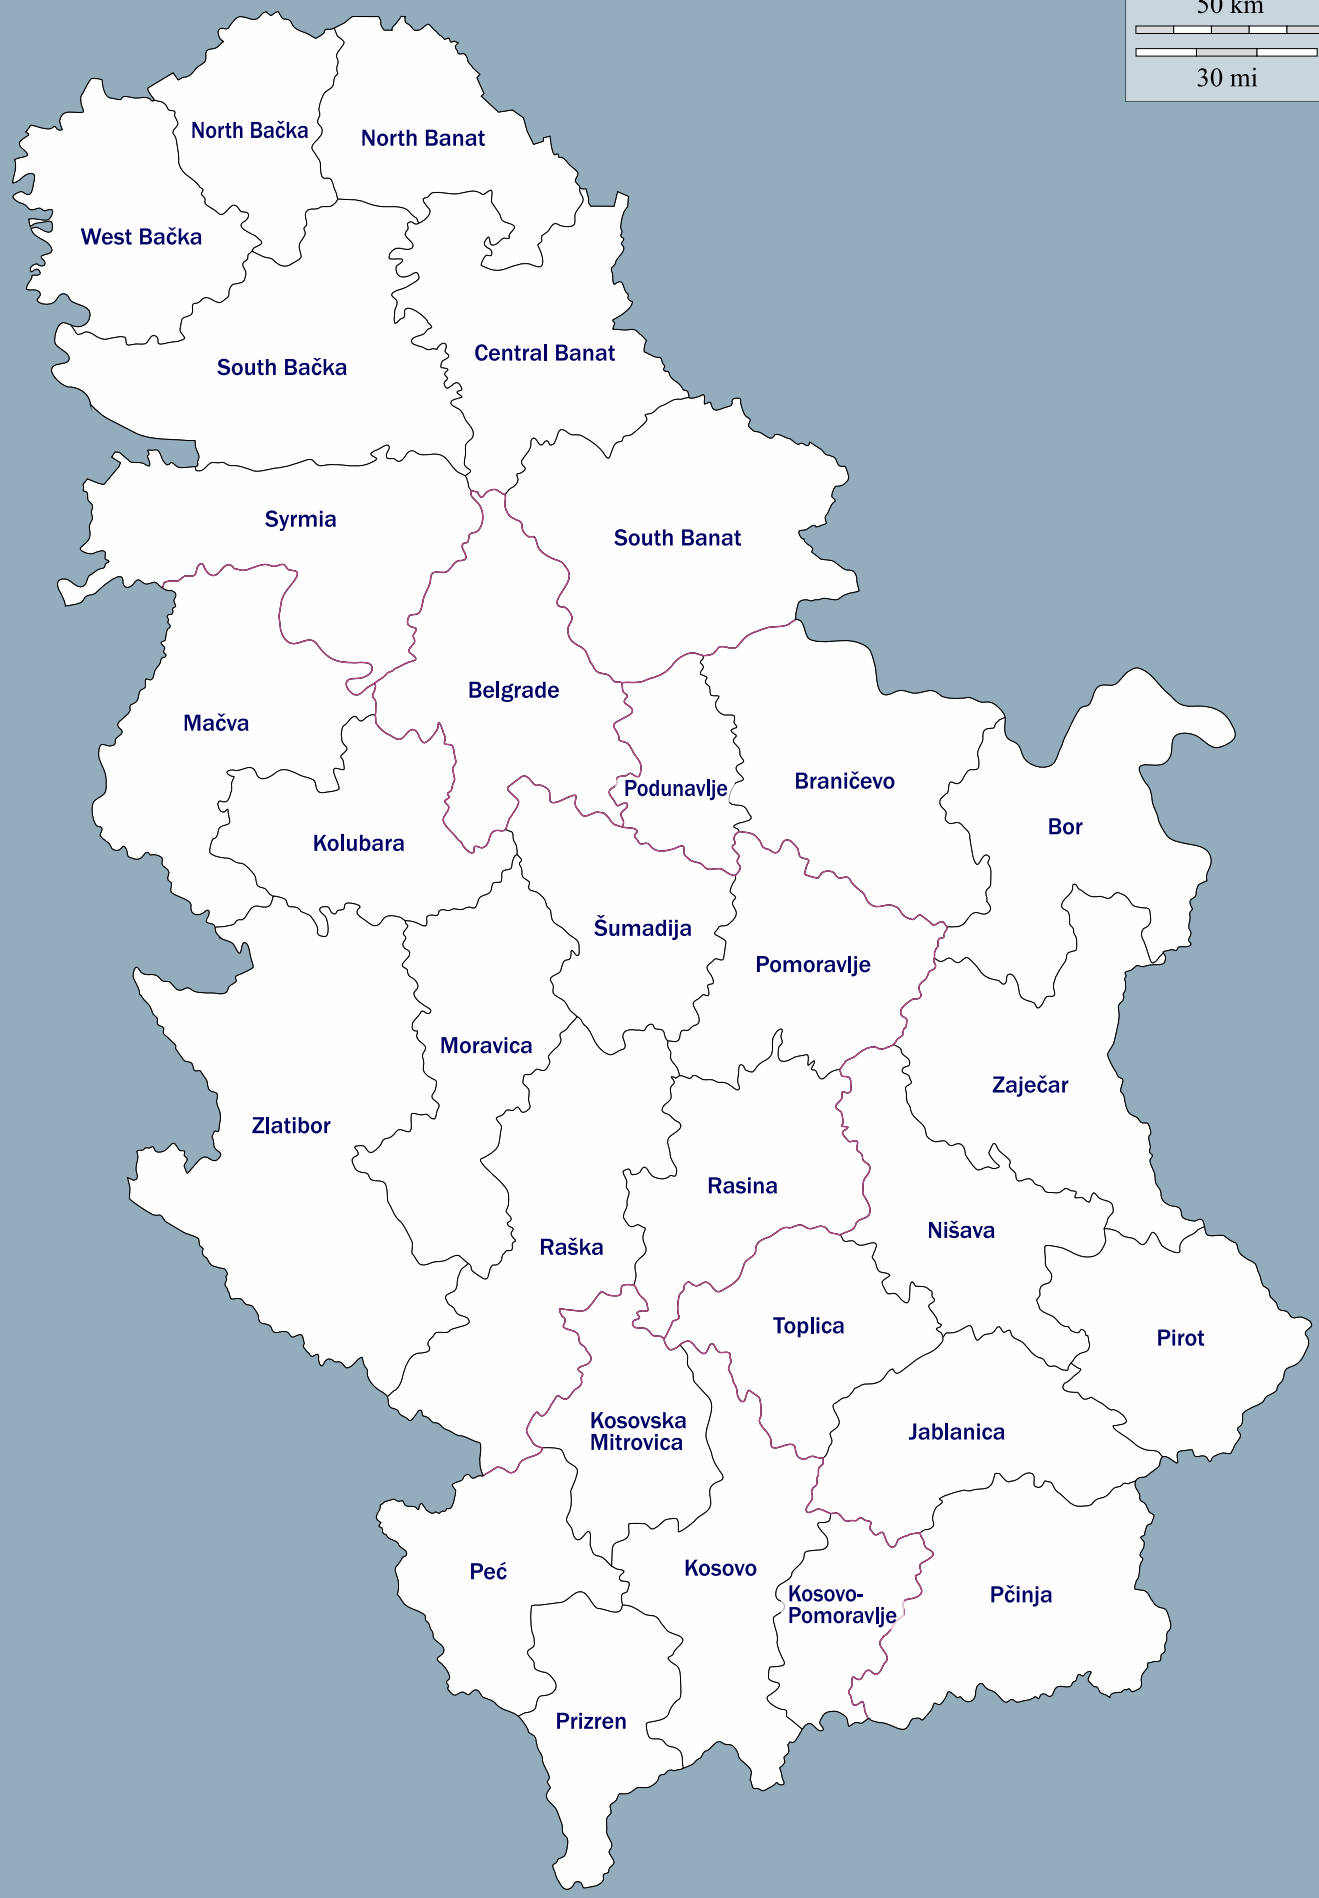 50 km
30 mi
North Bačka
North Banat
West Bačka
Central Banat
South Bačka
Syrmia
South Banat
Belgrade
Mačva
Braničevo
Podunavlje
Bor
Kolubara
Šumadija
Pomoravlje
Moravica
Zaječar
Zlatibor
Rasina
Nišava
Raška
Toplica
Pirot
Kosovska
Mitrovica
Jablanica
Peć
Kosovo
Kosovo-
Pomoravlje
Pčinja
Prizren